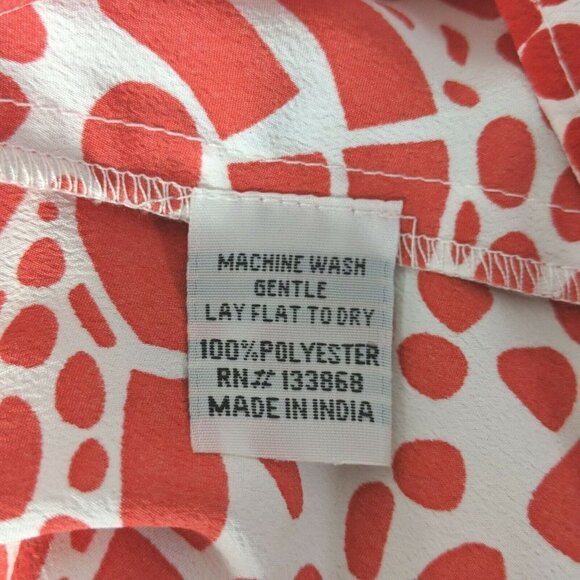 MACHINE WASH
GENTLE
LAY FLAT TO DRY
100% POLYESTER
RN# 133868
MADE IN INDIA